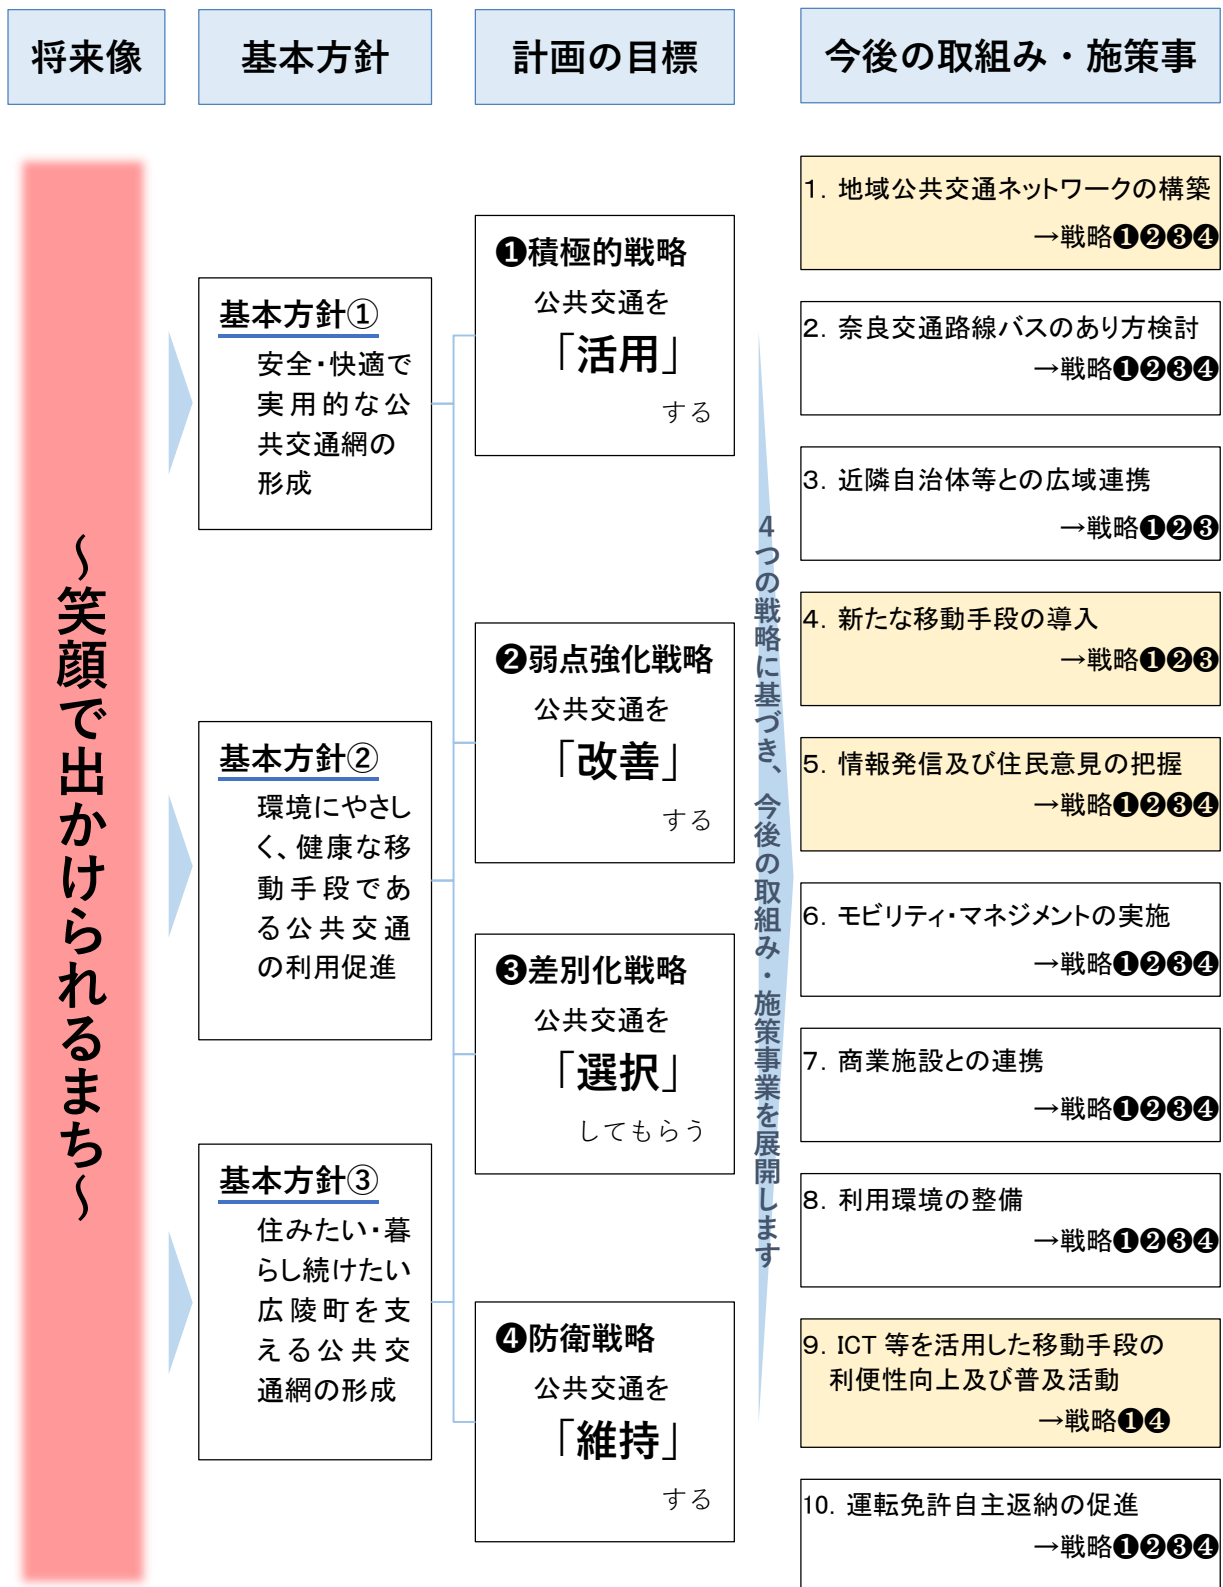 将来像
基本方針
計画の目標
今後の取組み・施策事
～笑顔で出かけられるまち～
基本方針①
安全・快適で
実用的な公
共交通網の
形成
基本方針②
環境にやさし
く、健康な移
動手段であ
る公共交通
の利用促進
基本方針③
住みたい・暮
らし続けたい
広陵町を支
える公共交
通網の形成
❶積極的戦略
公共交通を
「活用」
する
❷弱点強化戦略
公共交通を
「改善」
する
❸差別化戦略
公共交通を
「選択」
してもらう
❹防衛戦略
公共交通を
「維持」
する
4つの戦略に基づき、今後の取組み・施策事業を展開します
1. 地域公共交通ネットワークの構築
→戦略❶❷❸❹
2. 奈良交通路線バスのあり方検討
→戦略❶❷❸❹
3. 近隣自治体等との広域連携
→戦略❶❷❸
4. 新たな移動手段の導入
→戦略❶❷❸
5. 情報発信及び住民意見の把握
→戦略❶❷❸❹
6. モビリティ・マネジメントの実施
→戦略❶❷❸❹
7. 商業施設との連携
→戦略❶❷❸❹
8. 利用環境の整備
→戦略❶❷❸❹
9. ICT 等を活用した移動手段の
利便性向上及び普及活動
→戦略❶❹
10. 運転免許自主返納の促進
→戦略❶❷❸❹